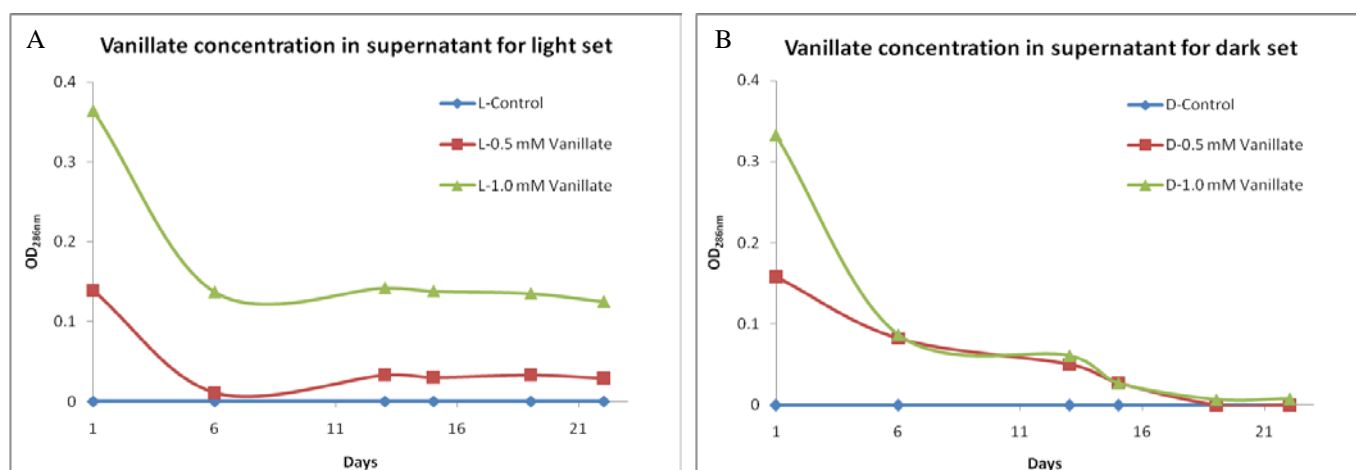 A
Vanillate concentration in supernatant for light set
0.4
0.3
0.2
0.1
0
OD286nm
L-Control
L-0.5 mM Vanillate
L-1.0 mM Vanillate
1 6 11 16 21
Days
B
Vanillate concentration in supernatant for dark set
0.4
0.3
0.2
0.1
0
OD286nm
D-Control
D-0.5 mM Vanillate
D-1.0 mM Vanillate
1 6 11 16 21
Days